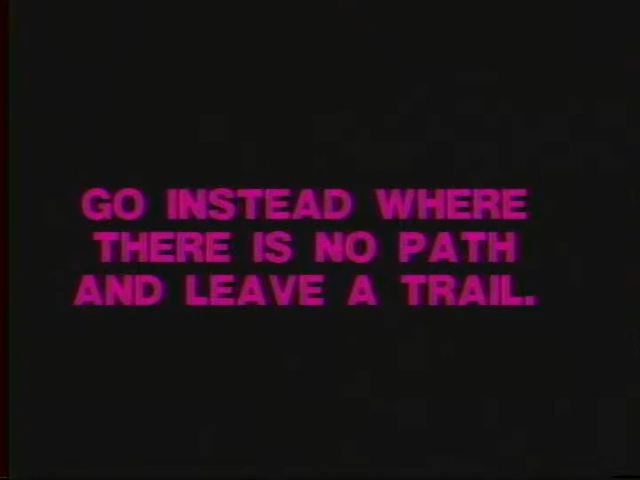 GO INSTEAD WHERE
THERE IS NO PATH
AND LEAVE A TRAIL.